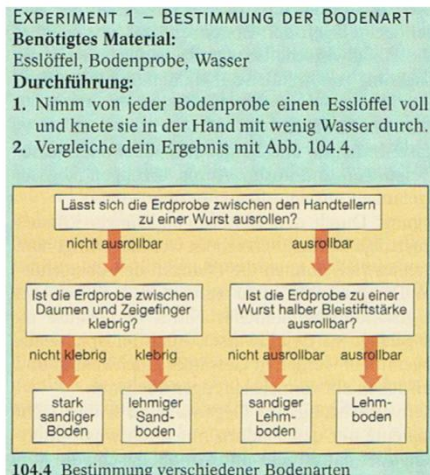 EXPERIMENT 1 – BESTIMMUNG DER BODENART
Benötigtes Material:
Esslöffel, Bodenprobe, Wasser
Durchführung:
1. Nimm von jeder Bodenprobe einen Esslöffel voll
und knete sie in der Hand mit wenig Wasser durch.
2. Vergleiche dein Ergebnis mit Abb. 104.4.
Lässt sich die Erdprobe zwischen den Handtellern
zu einer Wurst ausrollen?
nicht ausrollbar
ausrollbar
Ist die Erdprobe zwischen
Daumen und Zeigefinger
klebrig?
Ist die Erdprobe zu einer
Wurst halber Bleistiftstärke
ausrollbar?
nicht klebrig
klebrig
nicht ausrollbar
ausrollbar
stark
sandiger
Boden
lehmiger
Sand-
boden
sandiger
Lehm-
boden
Lehm-
boden
104.4 Bestimmung verschiedener Bodenarten